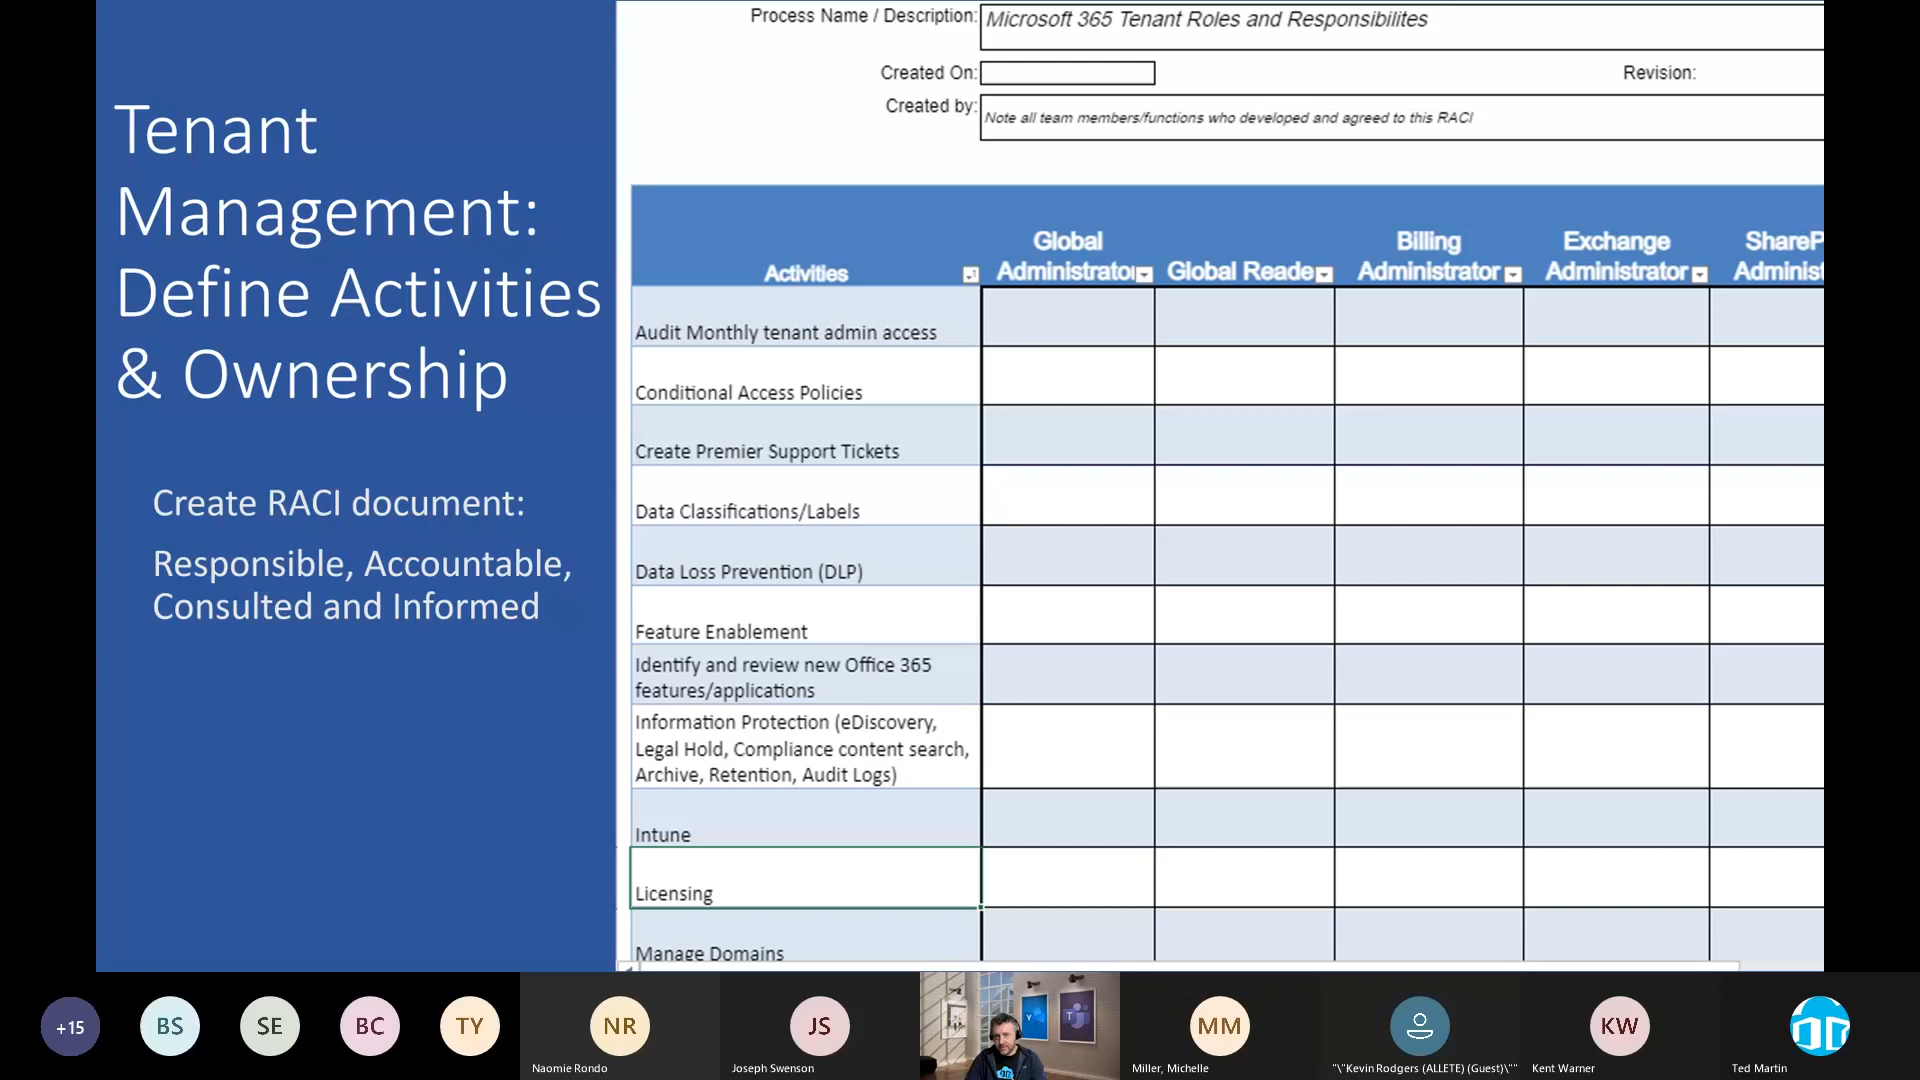 Tenant
Management:
Define Activities
& Ownership
Create RACI document:
Responsible, Accountable,
Consulted and Informed
Process Name / Description:
Microsoft 365 Tenant Roles and Responsibilites
Created On:
Revision:
Created by:
Note all team members/functions who developed and agreed to this RACI
Activities
Global
Administrator
Global Reade
Billing
Administrator
Exchange
Administrator
ShareP
Administ
Audit Monthly tenant admin access
Conditional Access Policies
Create Premier Support Tickets
Data Classifications/Labels
Data Loss Prevention (DLP)
Feature Enablement
Identify and review new Office 365
features/applications
Information Protection (eDiscovery,
Legal Hold, Compliance content search,
Archive, Retention, Audit Logs)
Intune
Licensing
Manage Domains
+15
BS
SE
BC
TY
NR
Naomie Rondo
JS
Joseph Swenson
MM
Miller, Michelle
"\"Kevin Rodgers (ALLETE) (Guest)\""
KW
Kent Warner
Ted Martin